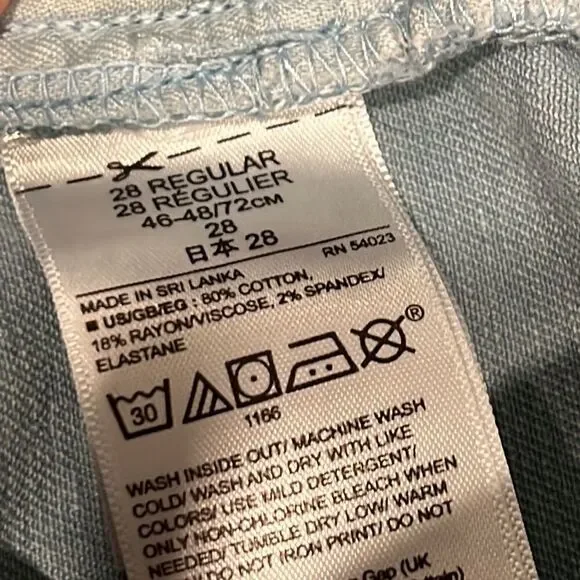 28 REGULAR
28 RÉGULIER
46-48/72CM
28
日本 28
RN 54023
MADE IN SRI LANKA
■ US/GB/EG : 80% COTTON,
18% RAYON/VISCOSE, 2% SPANDEX/
ELASTANE
30
1166
®
WASH INSIDE OUT/ MACHINE WASH
COLD/ WASH AND DRY WITH LIKE
COLORS/ USE MILD DETERGENT/
ONLY NON-CHLORINE BLEACH WHEN
NEEDED/ TUMBLE DRY LOW/ WARM
DO NOT IRON PRINT/ DO NOT
Gap (UK